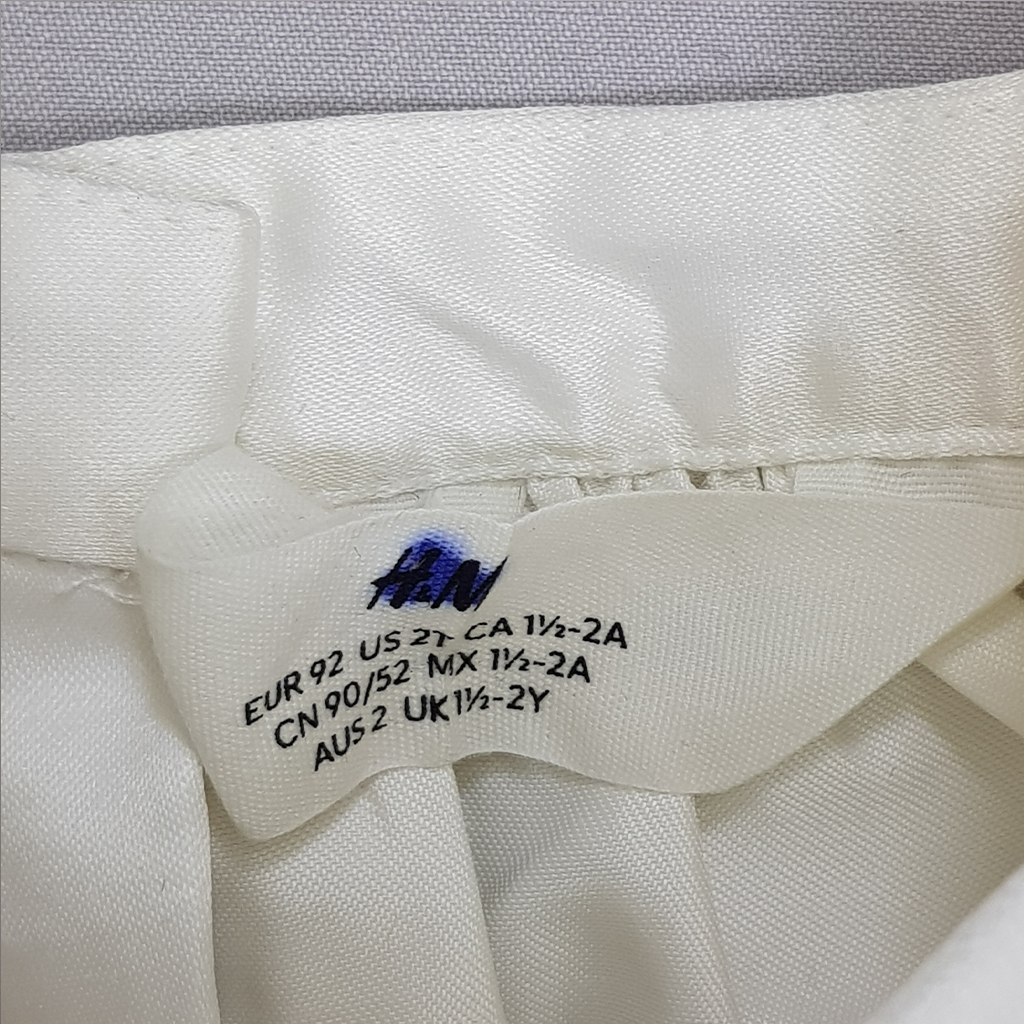 H&M
EUR 92 US 2Y CA 1½-2A
CN 90/52 MX 1½-2A
AUS 2 UK 1½-2Y